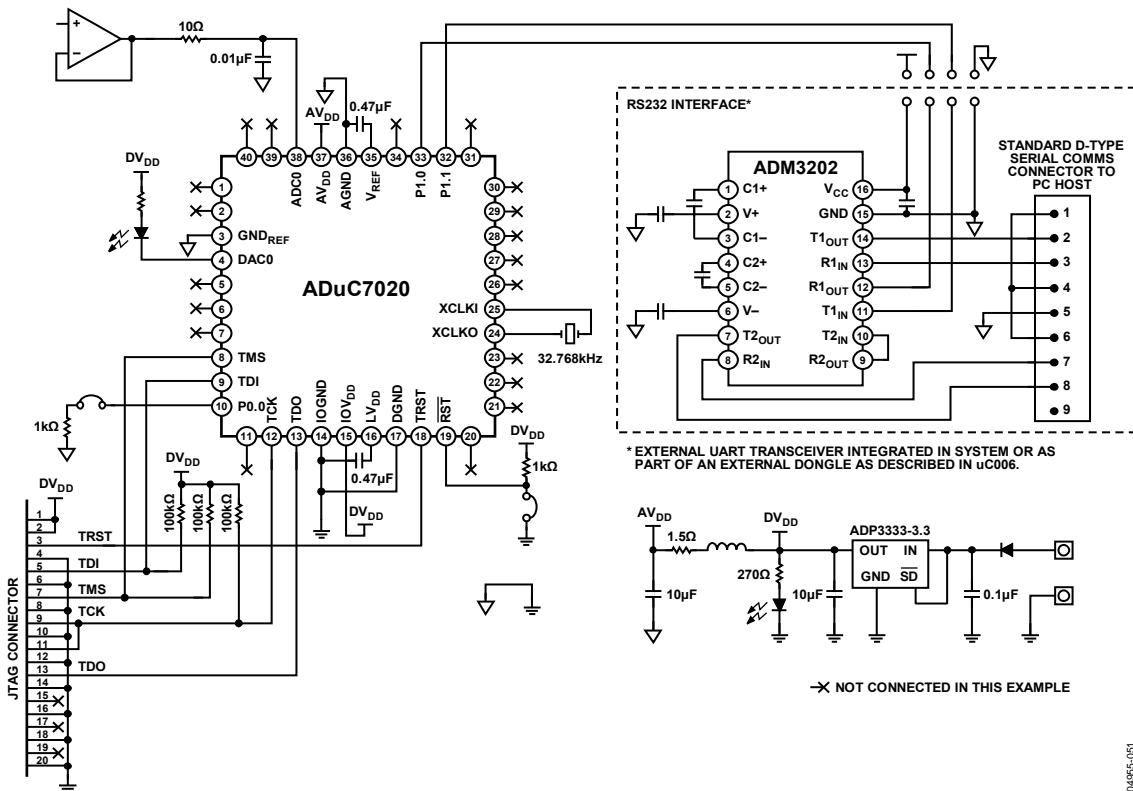 10Ω
0.01µF
0.47µF
AVDD
DVDD
40
39
38
37
36
35
34
33
32
31
ADC0
AVDD
AGND
VREF
P1.0
P1.1
1
2
3 GNDREF
4 DAC0
5
6
7
8 TMS
9 TDI
10 P0.0
ADuC7020
30
29
28
27
26
XCLKI 25
XCLKO 24
23
22
21
32.768kHz
TCK
TDO
IOGND
IOVDD
LVDD
DGND
TRST
RST
11
12
13
14
15
16
17
18
19
20
1kΩ
0.47µF
DVDD
DVDD
1kΩ
DVDD
100kΩ
100kΩ
100kΩ
DVDD
JTAG CONNECTOR
1
2
3 TRST
4
5 TDI
6
7 TMS
8
9 TCK
10
11
12
13 TDO
14
15
16
17
18
19
20
RS232 INTERFACE*
ADM3202
1 C1+
2 V+
3 C1–
4 C2+
5 C2–
6 V–
7 T2OUT
8 R2IN
VCC 16
GND 15
T1OUT 14
R1IN 13
R1OUT 12
T1IN 11
T2IN 10
R2OUT 9
STANDARD D-TYPE
SERIAL COMMS
CONNECTOR TO
PC HOST
1
2
3
4
5
6
7
8
9
* EXTERNAL UART TRANSCEIVER INTEGRATED IN SYSTEM OR AS
PART OF AN EXTERNAL DONGLE AS DESCRIBED IN uC006.
AVDD
1.5Ω
DVDD
ADP3333-3.3
OUT IN
GND SD
270Ω
10µF
10µF
0.1µF
NOT CONNECTED IN THIS EXAMPLE
04955-051